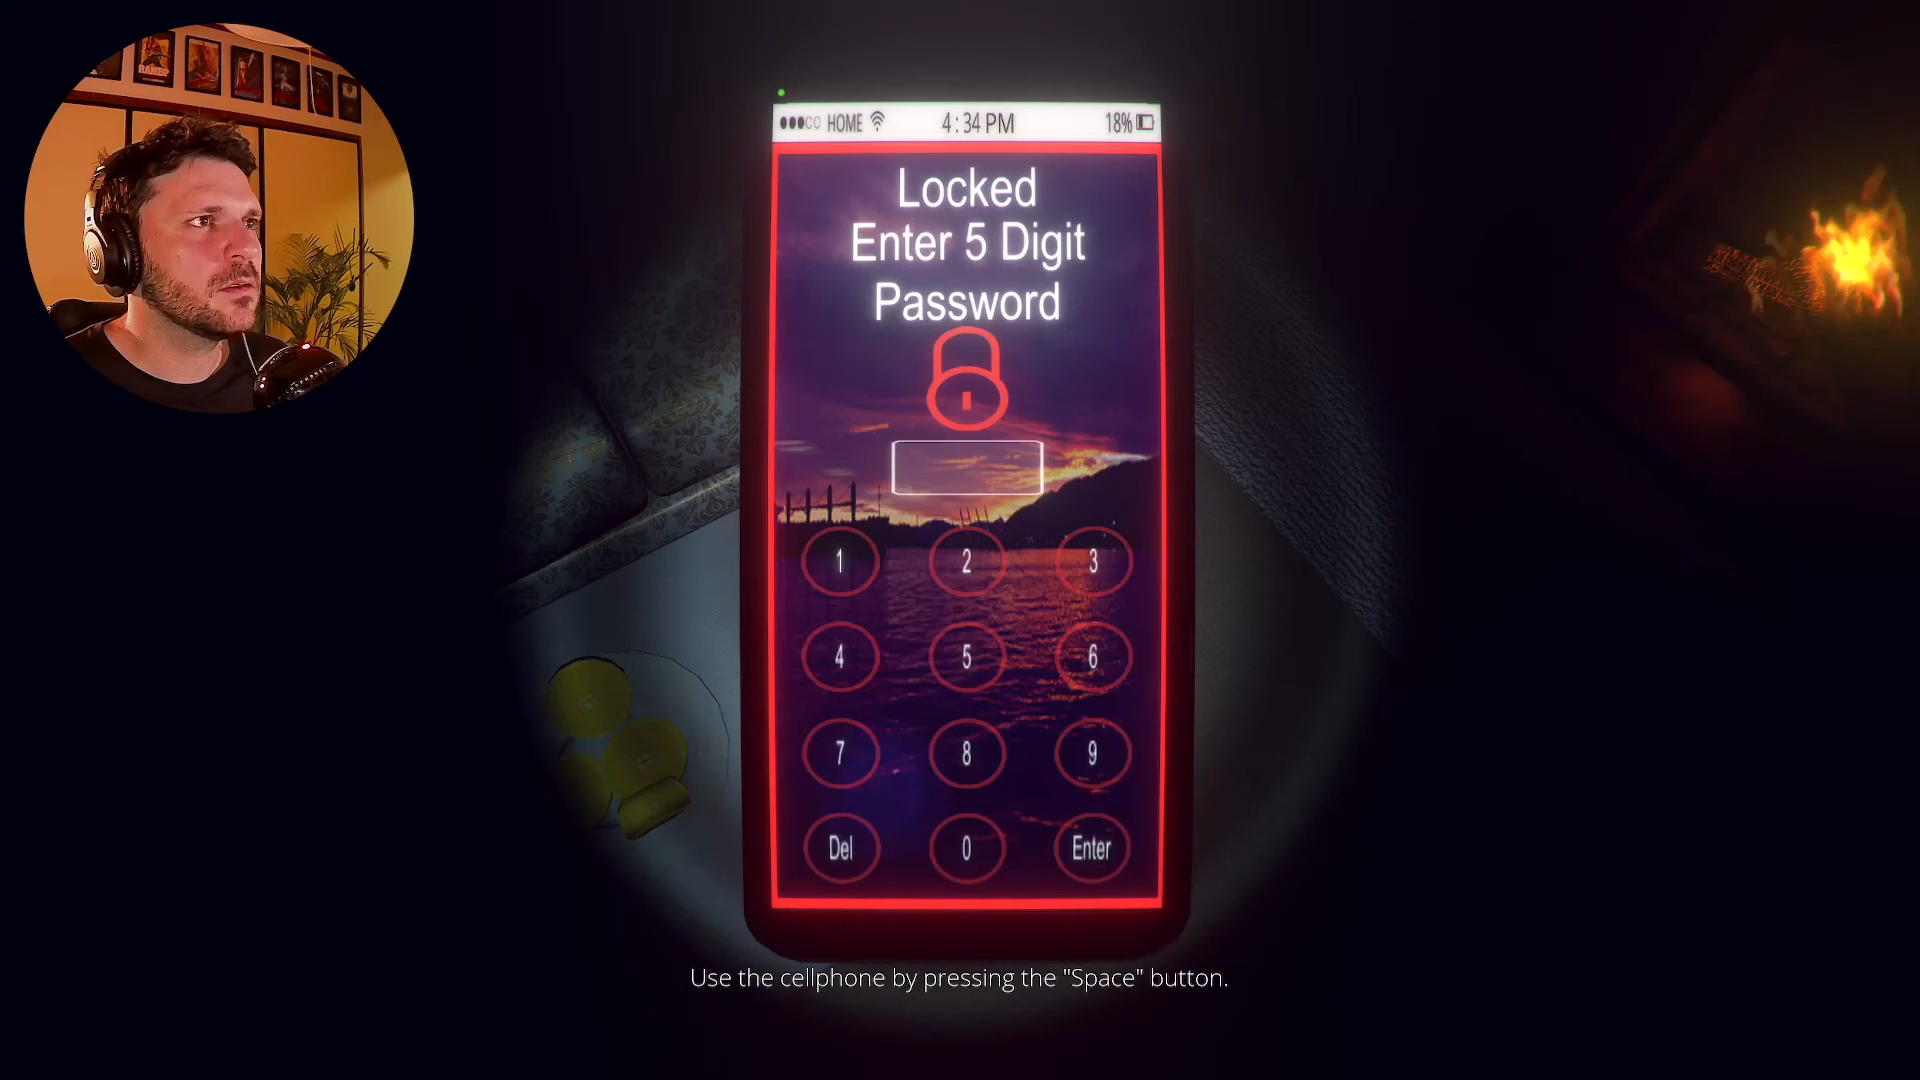 RAMBO
HOME 4:34 PM 18%
Locked
Enter 5 Digit
Password
1 2 3
4 5 6
7 8 9
Del 0 Enter
Use the cellphone by pressing the "Space" button.